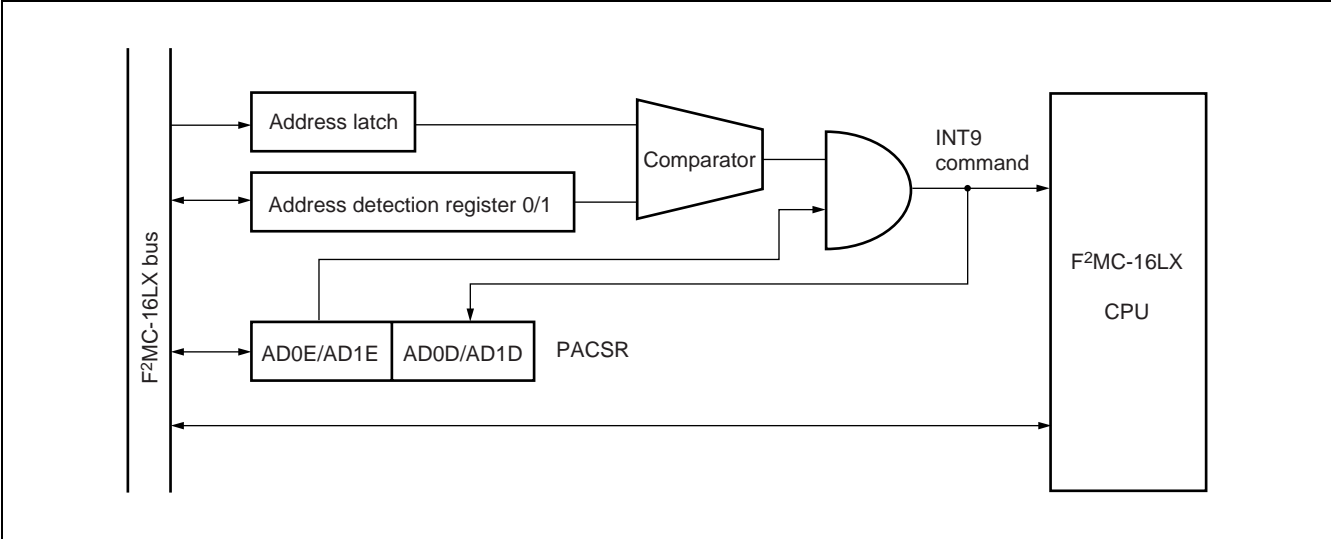 Address latch
Comparator
INT9
command
Address detection register 0/1
F²MC-16LX bus
F²MC-16LX
CPU
AD0E/AD1E
AD0D/AD1D
PACSR